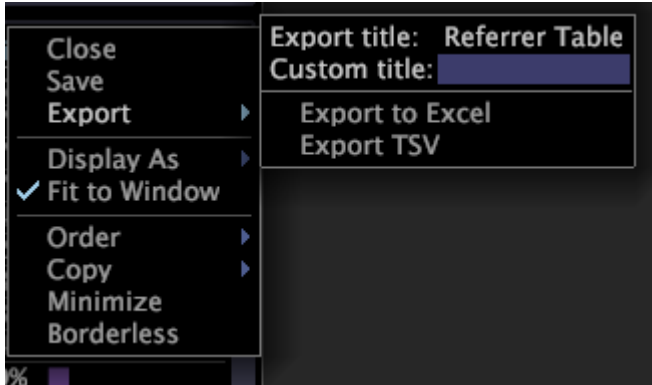 Close
Save
Export
Display As
Fit to Window
Order
Copy
Minimize
Borderless
Export title: Referrer Table
Custom title:
Export to Excel
Export TSV
%